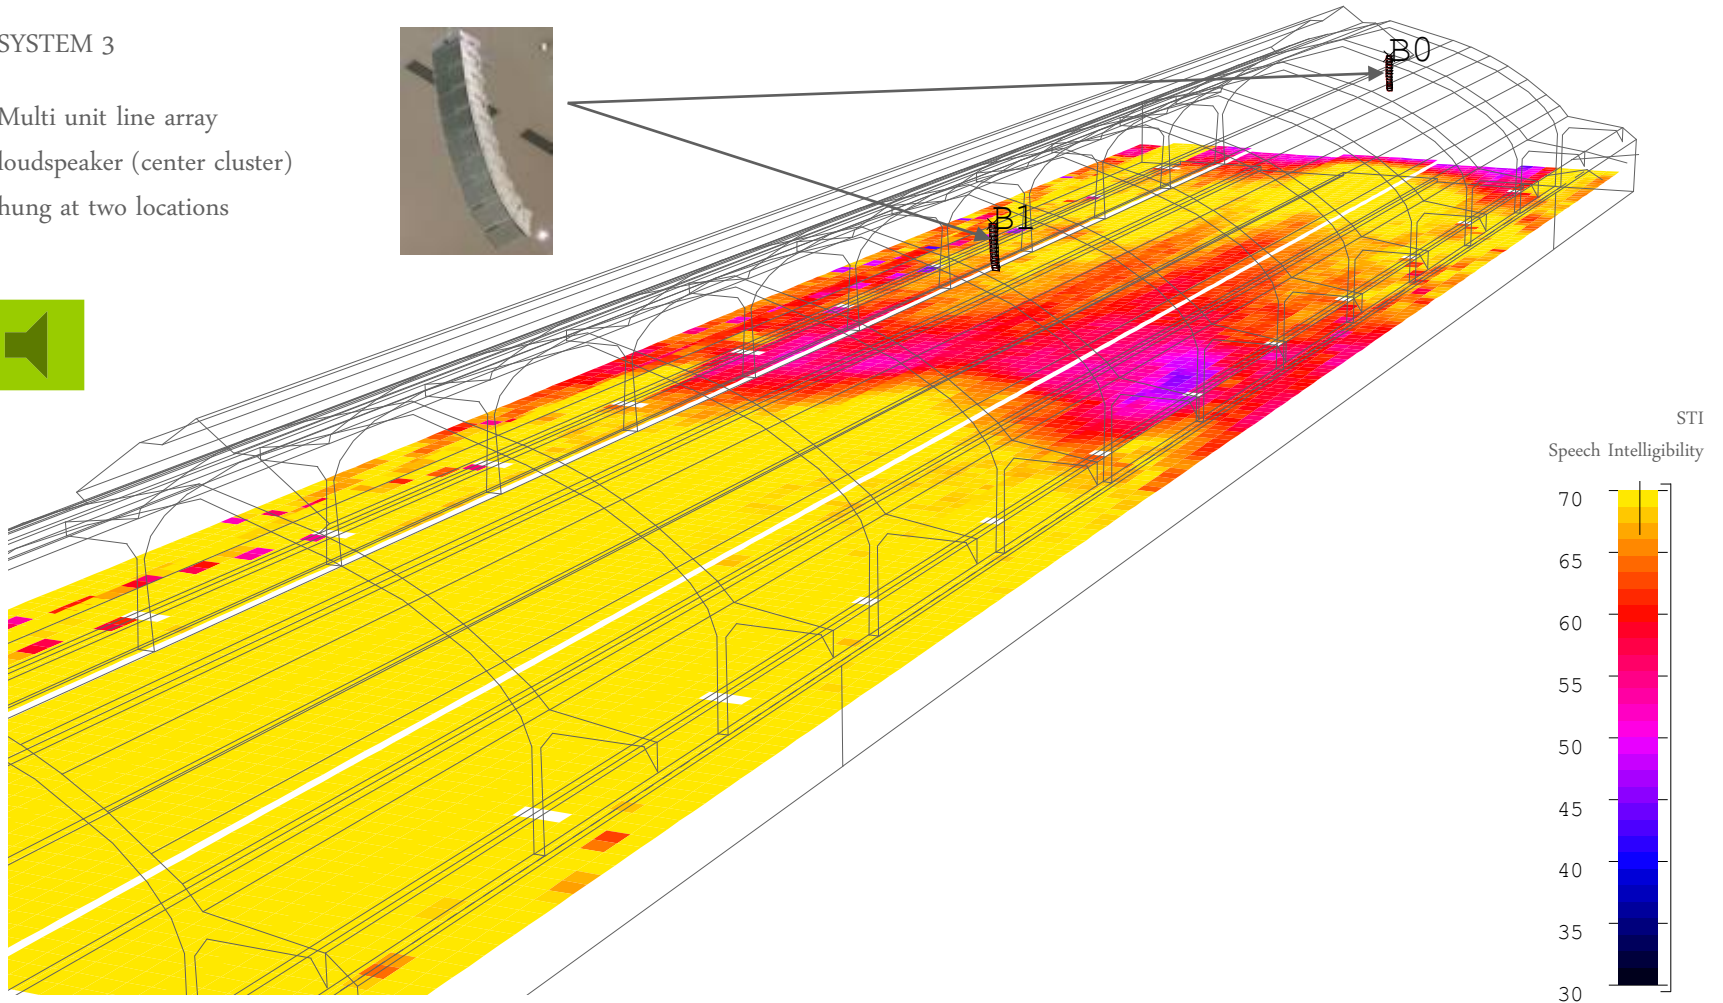 SYSTEM 3
Multi unit line array
loudspeaker (center cluster)
hung at two locations
B0
B1
STI
Speech Intelligibility
70
65
60
55
50
45
40
35
30